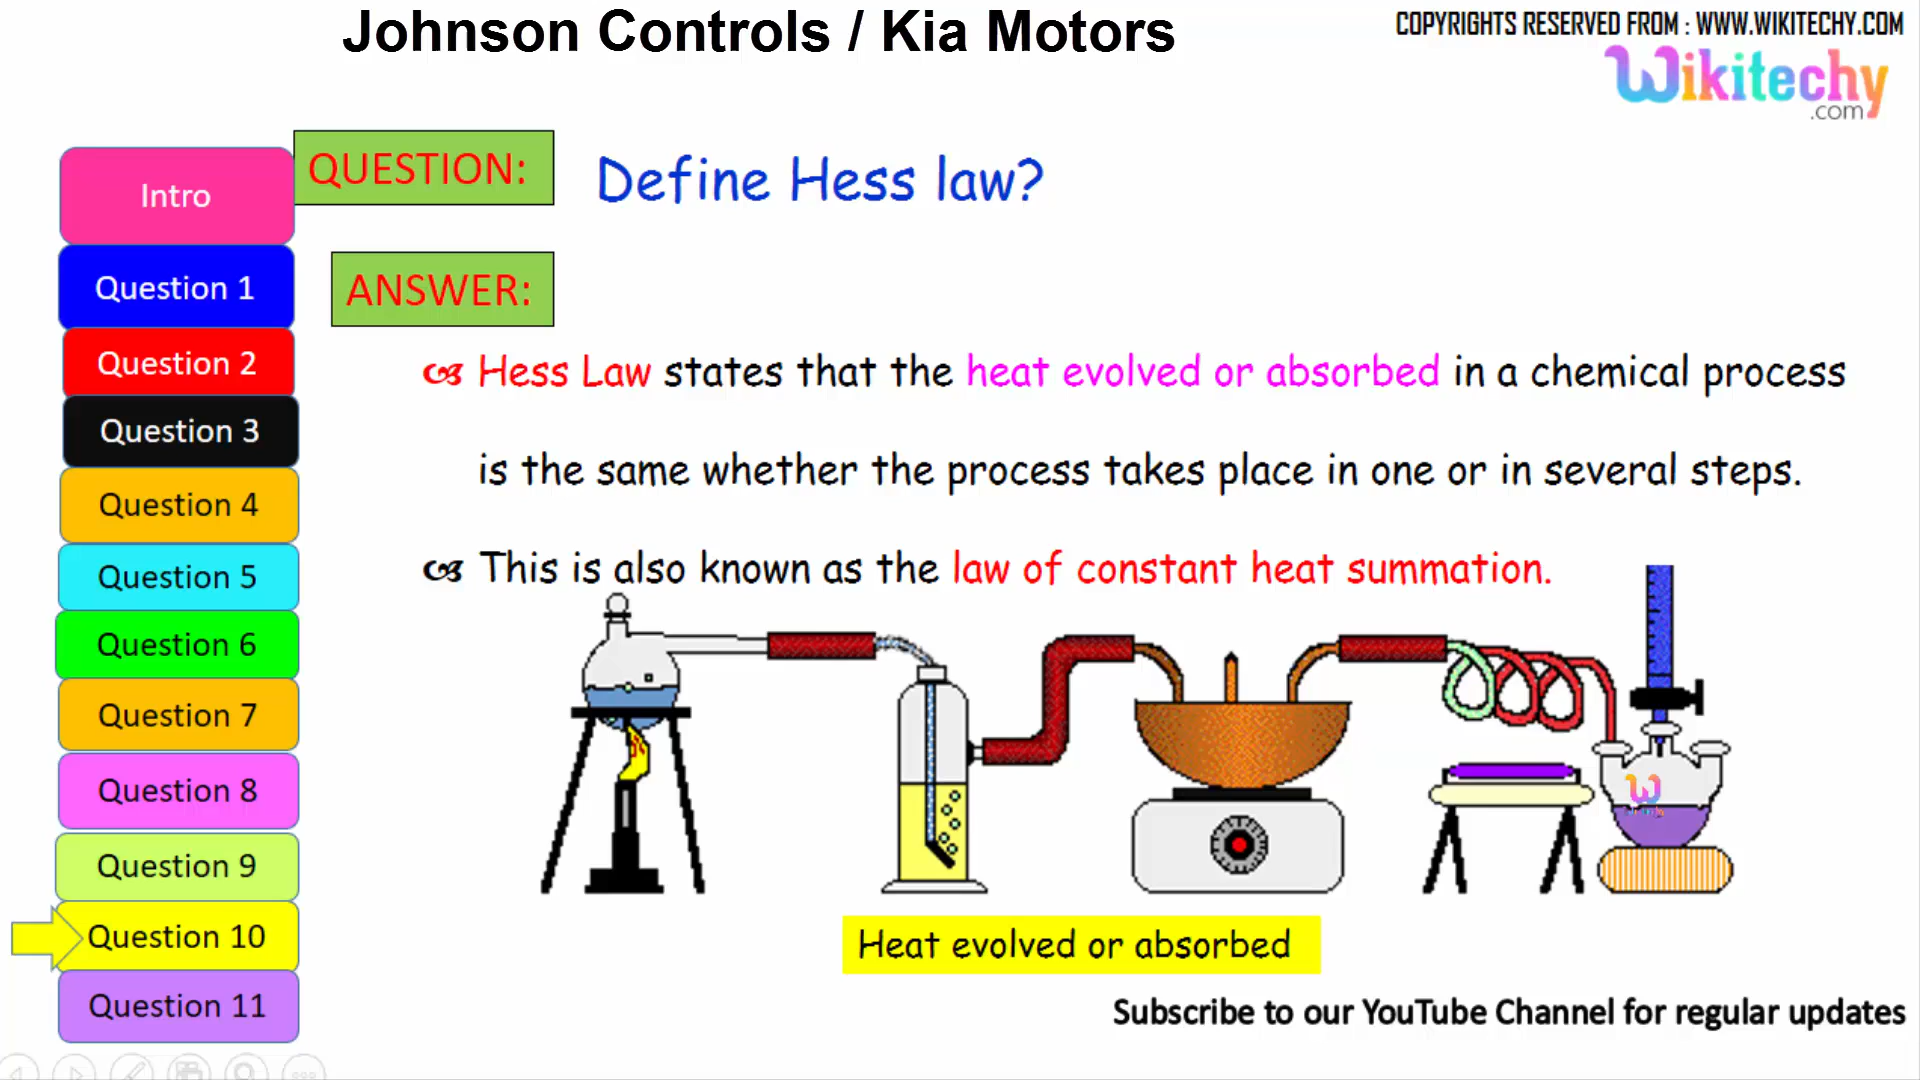 Johnson Controls / Kia Motors
COPYRIGHTS RESERVED FROM : WWW.WIKITECHY.COM
Wikitechy
.com
Intro
Question 1
Question 2
Question 3
Question 4
Question 5
Question 6
Question 7
Question 8
Question 9
Question 10
Question 11
QUESTION:
Define Hess law?
ANSWER:
Hess Law states that the heat evolved or absorbed in a chemical process
is the same whether the process takes place in one or in several steps.
This is also known as the law of constant heat summation.
Heat evolved or absorbed
Subscribe to our YouTube Channel for regular updates